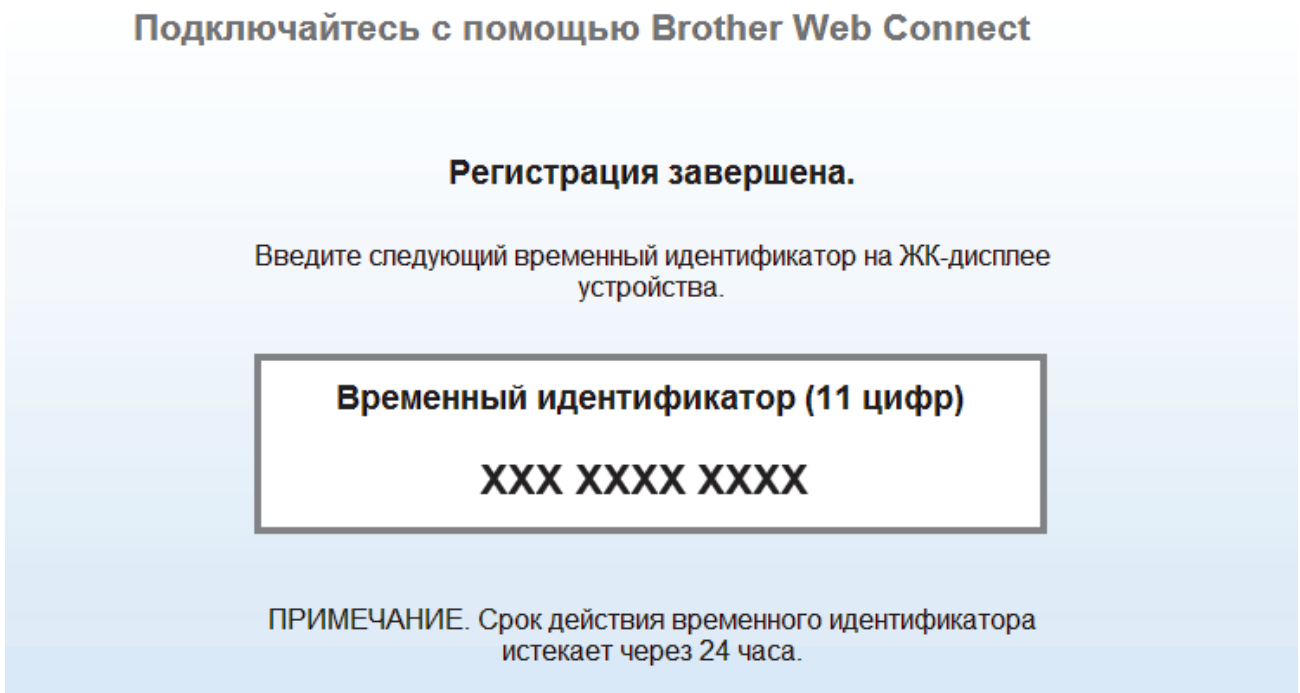 Подключайтесь с помощью Brother Web Connect
Регистрация завершена.
Введите следующий временный идентификатор на ЖК-дисплее
устройства.
Временный идентификатор (11 цифр)
XXX XXXX XXXX
ПРИМЕЧАНИЕ. Срок действия временного идентификатора
истекает через 24 часа.